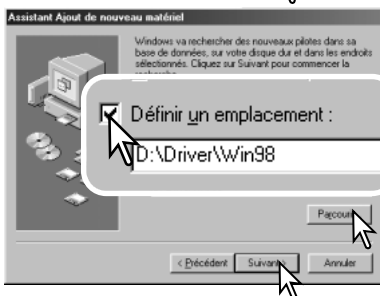 Assistant Ajout de nouveau matériel
Windows va rechercher des nouveaux pilotes dans sa
base de données, sur votre disque dur et dans les endroits
sélectionnés. Cliquez sur Suivant pour commencer la
recherche.
Définir un emplacement :
D:\Driver\Win98
Parcourir
< Précédent Suivant > Annuler